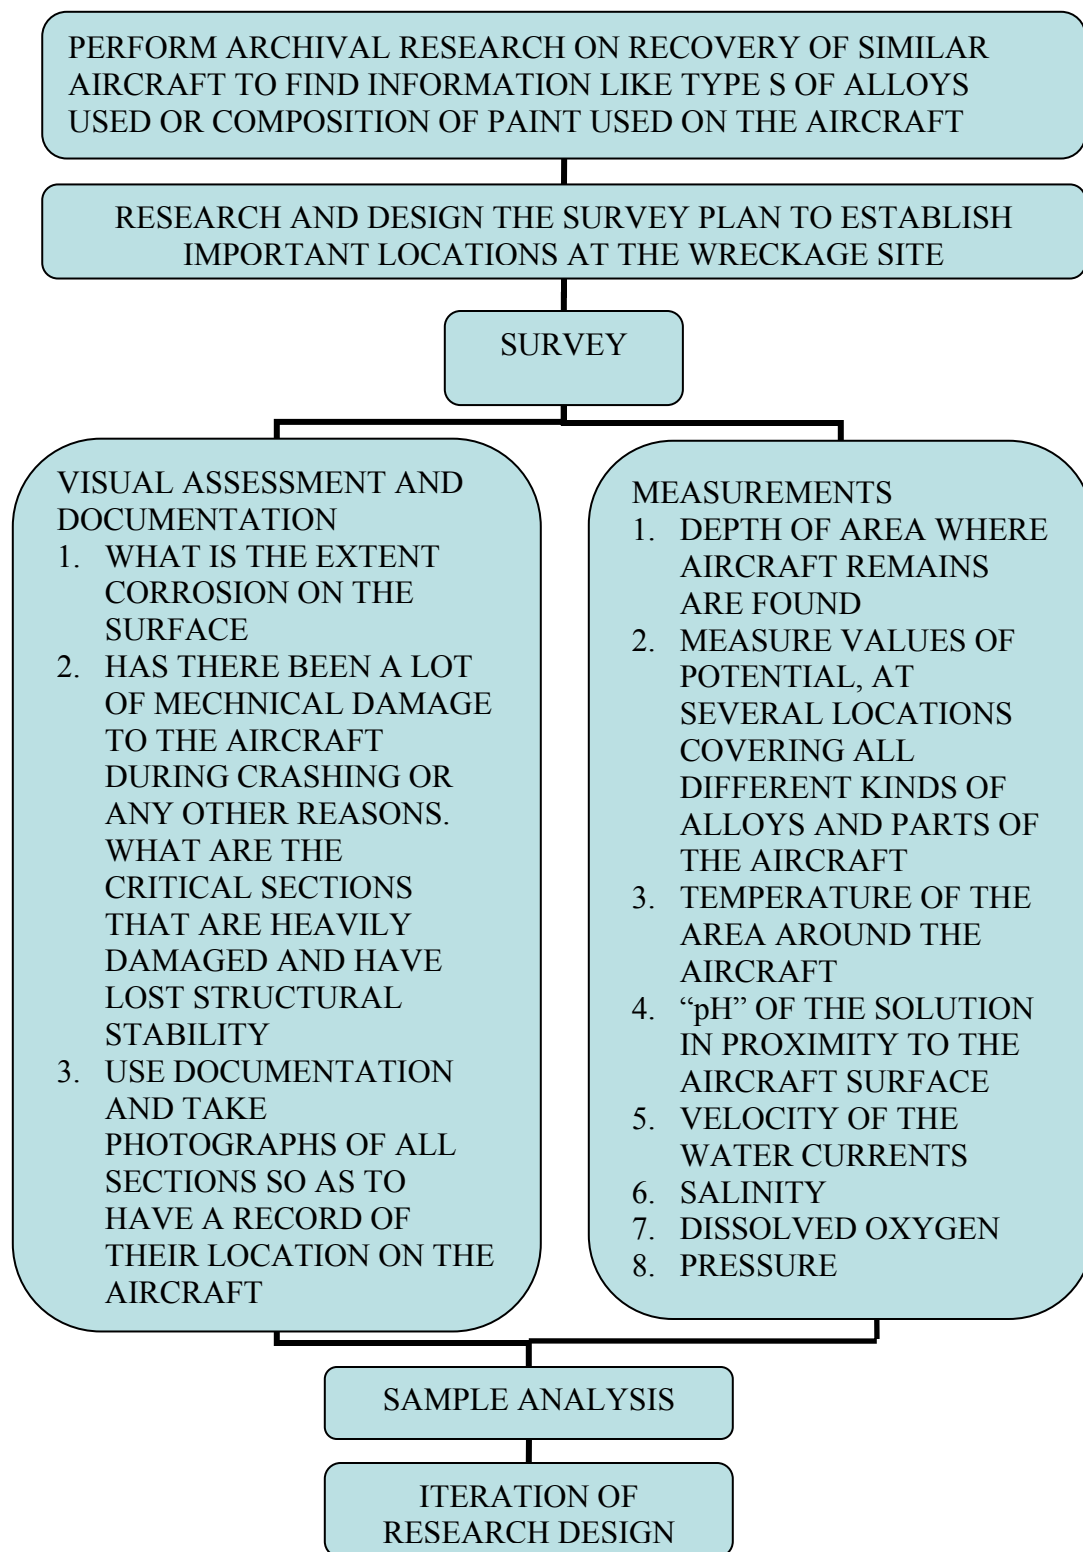 PERFORM ARCHIVAL RESEARCH ON RECOVERY OF SIMILAR
AIRCRAFT TO FIND INFORMATION LIKE TYPE S OF ALLOYS
USED OR COMPOSITION OF PAINT USED ON THE AIRCRAFT
RESEARCH AND DESIGN THE SURVEY PLAN TO ESTABLISH
IMPORTANT LOCATIONS AT THE WRECKAGE SITE
SURVEY
VISUAL ASSESSMENT AND
DOCUMENTATION
1. WHAT IS THE EXTENT
CORROSION ON THE
SURFACE
2. HAS THERE BEEN A LOT
OF MECHNICAL DAMAGE
TO THE AIRCRAFT
DURING CRASHING OR
ANY OTHER REASONS.
WHAT ARE THE
CRITICAL SECTIONS
THAT ARE HEAVILY
DAMAGED AND HAVE
LOST STRUCTURAL
STABILITY
3. USE DOCUMENTATION
AND TAKE
PHOTOGRAPHS OF ALL
SECTIONS SO AS TO
HAVE A RECORD OF
THEIR LOCATION ON THE
AIRCRAFT
MEASUREMENTS
1. DEPTH OF AREA WHERE
AIRCRAFT REMAINS
ARE FOUND
2. MEASURE VALUES OF
POTENTIAL, AT
SEVERAL LOCATIONS
COVERING ALL
DIFFERENT KINDS OF
ALLOYS AND PARTS OF
THE AIRCRAFT
3. TEMPERATURE OF THE
AREA AROUND THE
AIRCRAFT
4. “pH” OF THE SOLUTION
IN PROXIMITY TO THE
AIRCRAFT SURFACE
5. VELOCITY OF THE
WATER CURRENTS
6. SALINITY
7. DISSOLVED OXYGEN
8. PRESSURE
SAMPLE ANALYSIS
ITERATION OF
RESEARCH DESIGN